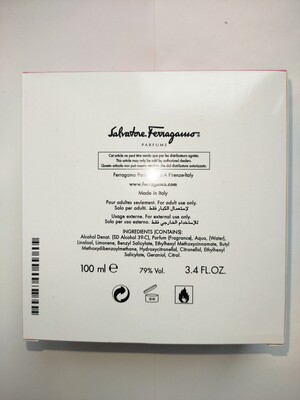 Salvatore Ferragamo
PARFUMS
Cet article ne peut être vendu que par les distributeurs agréés.
This article may only be sold by authorized dealers.
Questo articolo può essere venduto solo dai distributori autorizzati.
Ferragamo Parfums S.p.A Firenze-Italy
www.ferragamo.com
Made in Italy
Pour adultes seulement. For adult use only.
Solo per adulti. لإستعمال الكبار فقط
Usage externe. For external use only.
Solo per uso esterno. للإستخدام الخارجي فقط
INGREDIENTS (CONTAINS):
Alcohol Denat. (SD Alcohol 39-C), Parfum (Fragrance), Aqua, (Water),
Linalool, Limonene, Benzyl Salicylate, Ethylhexyl Methoxycinnamate, Butyl
Methoxydibenzoylmethane, Hydroxycitronellal, Citronellol, Ethylhexyl
Salicylate, Geraniol, Citral.
100 ml e 79% Vol. 3.4 FL.OZ.